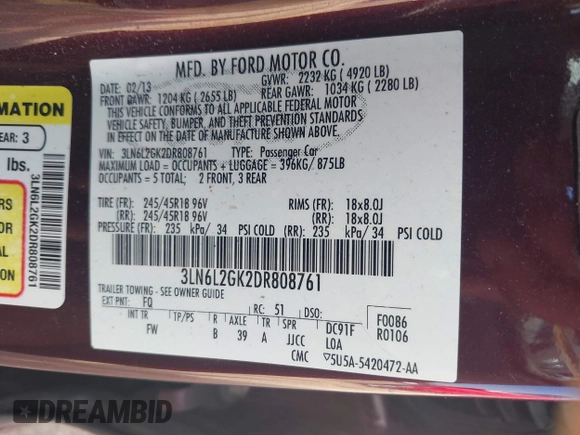 MFD. BY FORD MOTOR CO.
DATE: 02/13 GVWR: 2232 KG (4920 LB)
FRONT GAWR: 1204 KG (2655 LB) REAR GAWR: 1034 KG (2280 LB)
THIS VEHICLE CONFORMS TO ALL APPLICABLE FEDERAL MOTOR
VEHICLE SAFETY, BUMPER, AND THEFT PREVENTION STANDARDS
IN EFFECT ON THE DATE OF MANUFACTURE SHOWN ABOVE.
VIN: 3LN6L2GK2DR808761 TYPE: Passenger Car
MAXIMUM LOAD = OCCUPANTS + LUGGAGE = 396KG/875LB
OCCUPANTS = 5 TOTAL; 2 FRONT, 3 REAR
TIRE (FR): 245/45R18 96V RIMS (FR): 18x8.0J
(RR): 245/45R18 96V (RR): 18x8.0J
PRESSURE (FR): 235 kPa/ 34 PSI COLD (RR): 235 kPa/ 34 PSI COLD
3LN6L2GK2DR808761
TRAILER TOWING - SEE OWNER GUIDE
EXT PNT: FQ RC: 51 DSO:
INT TR TP/PS R AXLE TR SPR DC91F F0086
FW B 39 A JJCC LOA R0106
CMC ▽5U5A-5420472-AA
RMATION
EAR: 3
lbs.
3LN6L2GK2DR808761
RS
R
AUTOBIDMASTER